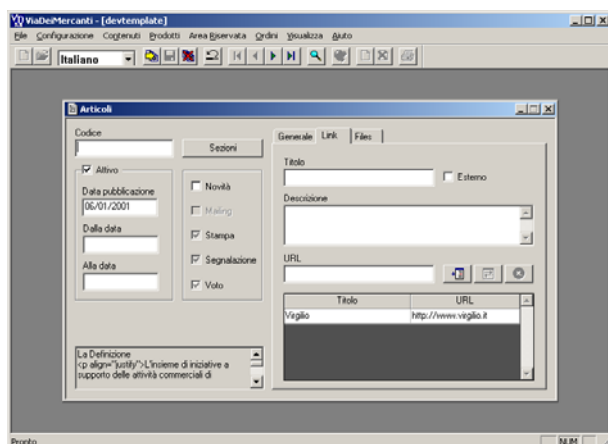 ViaDeiMercanti - [devtemplate]
File Configurazione Contenuti Prodotti Area Riservata Ordini Visualizza Aiuto
Italiano
Articoli
Codice
Sezioni
Attivo
Data pubblicazione
06/01/2001
Dalla data
Alla data
Novità
Mailing
Stampa
Segnalazione
Voto
La Definizione
<p align="justify">L'insieme di iniziative a
supporto delle attività commerciali di
Generale Link Files
Titolo
Esterno
Descrizione
URL
Titolo URL
Virgilio http://www.virgilio.it
Pronto NUM